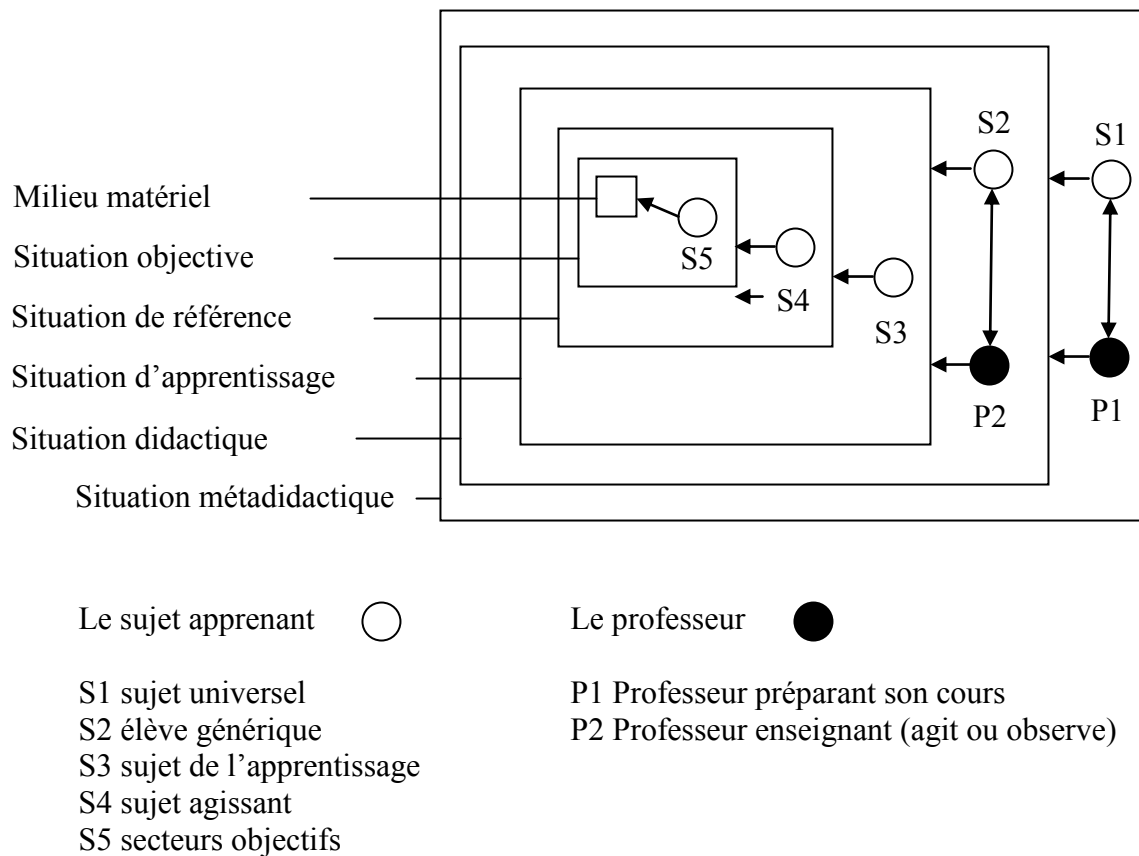 S2
S1
Milieu matériel
Situation objective
S5
Situation de référence
S4
S3
Situation d'apprentissage
P2
P1
Situation didactique
Situation métadidactique
Le sujet apprenant
Le professeur
S1 sujet universel
P1 Professeur préparant son cours
S2 élève générique
P2 Professeur enseignant (agit ou observe)
S3 sujet de l'apprentissage
S4 sujet agissant
S5 secteurs objectifs